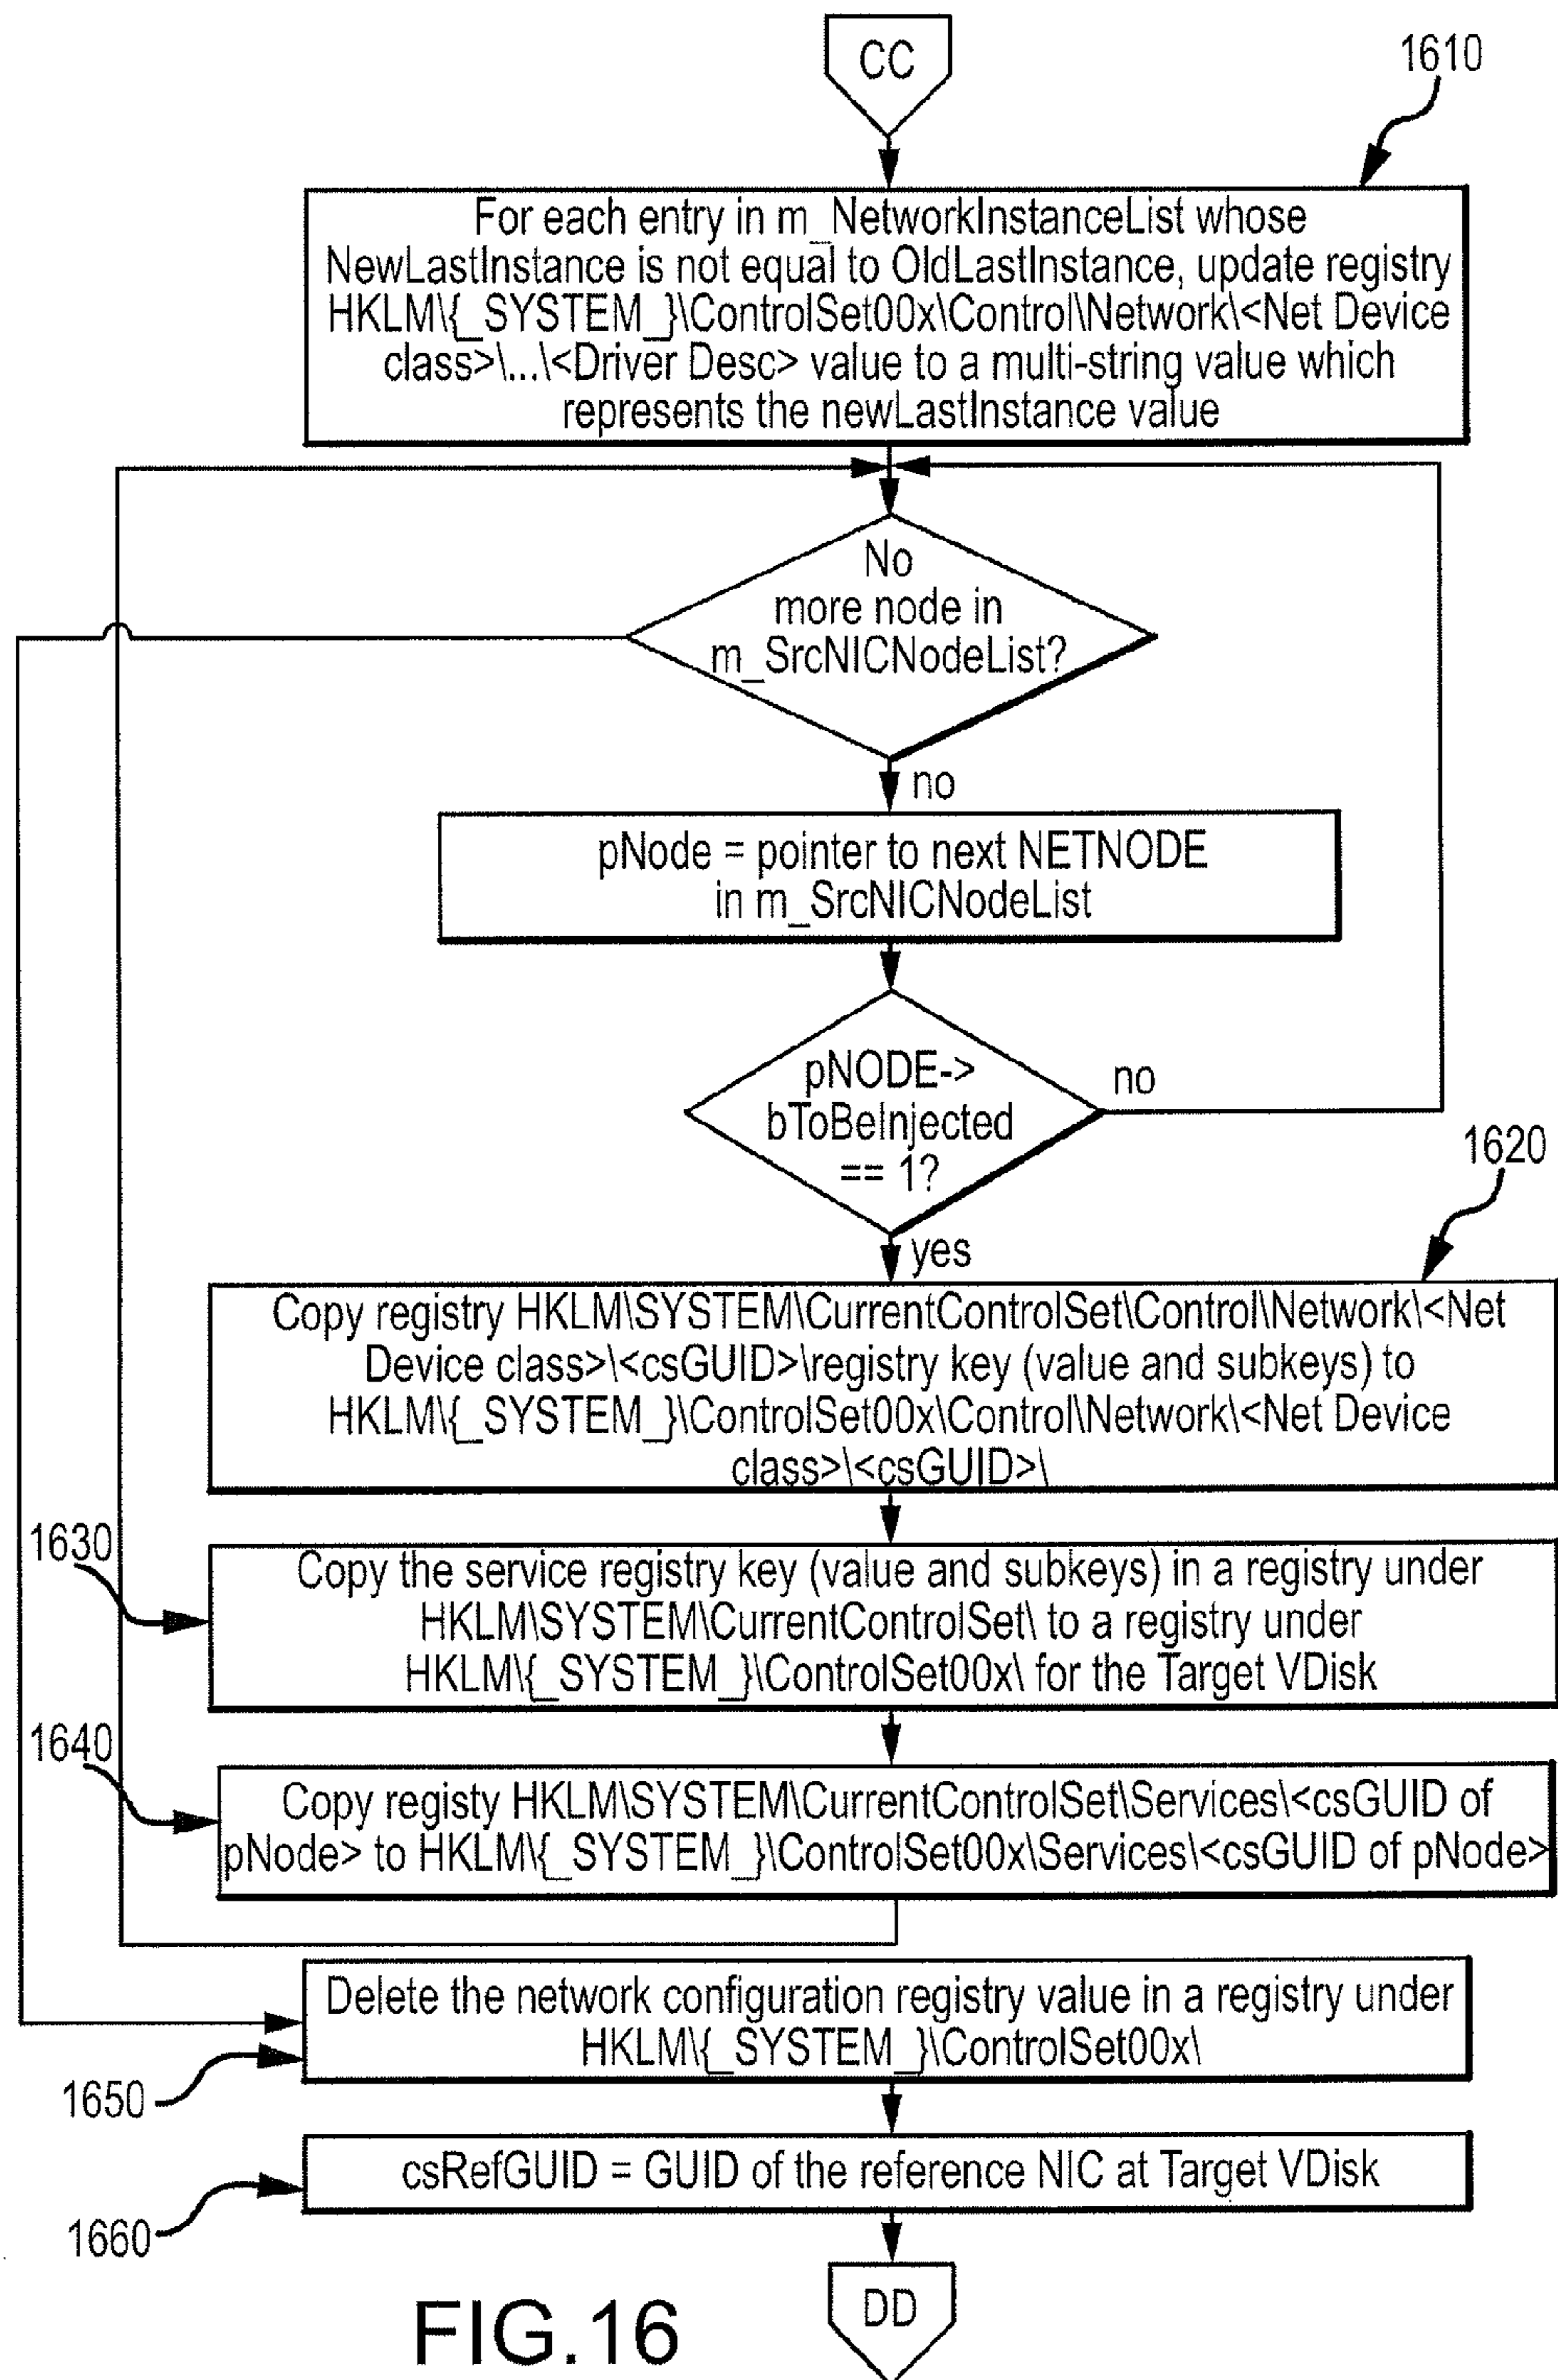 CC
1610
For each entry in m_NetworkInstanceList whose
NewLastInstance is not equal to OldLastInstance, update registry
HKLM\{_SYSTEM_}\ControlSet00x\Control\Network\<Net Device
class>\...\<Driver Desc> value to a multi-string value which
represents the newLastInstance value
No
more node in
m_SrcNICNodeList?
no
pNode = pointer to next NETNODE
in m_SrcNICNodeList
pNODE->
bToBeInjected
== 1?
no
yes
1620
Copy registry HKLM\SYSTEM\CurrentControlSet\Control\Network\<Net
Device class>\<csGUID>\registry key (value and subkeys) to
HKLM\{_SYSTEM_}\ControlSet00x\Control\Network\<Net Device
class>\<csGUID>\
1630
Copy the service registry key (value and subkeys) in a registry under
HKLM\SYSTEM\CurrentControlSet\ to a registry under
HKLM\{_SYSTEM_}\ControlSet00x\ for the Target VDisk
1640
Copy registy HKLM\SYSTEM\CurrentControlSet\Services\<csGUID of
pNode> to HKLM\{_SYSTEM_}\ControlSet00x\Services\<csGUID of pNode>
Delete the network configuration registry value in a registry under
HKLM\{_SYSTEM_}\ControlSet00x\
1650
csRefGUID = GUID of the reference NIC at Target VDisk
1660
DD
FIG.16